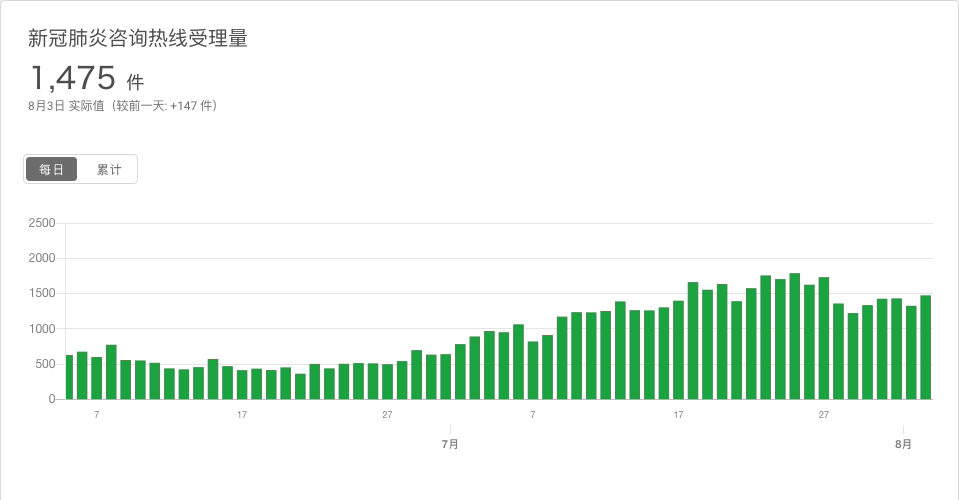 新冠肺炎咨询热线受理量
1,475 件
8月3日 实际值（较前一天: +147 件）
每日 累计
2500
2000
1500
1000
500
0
7 17 27 7 17 27
7月 8月